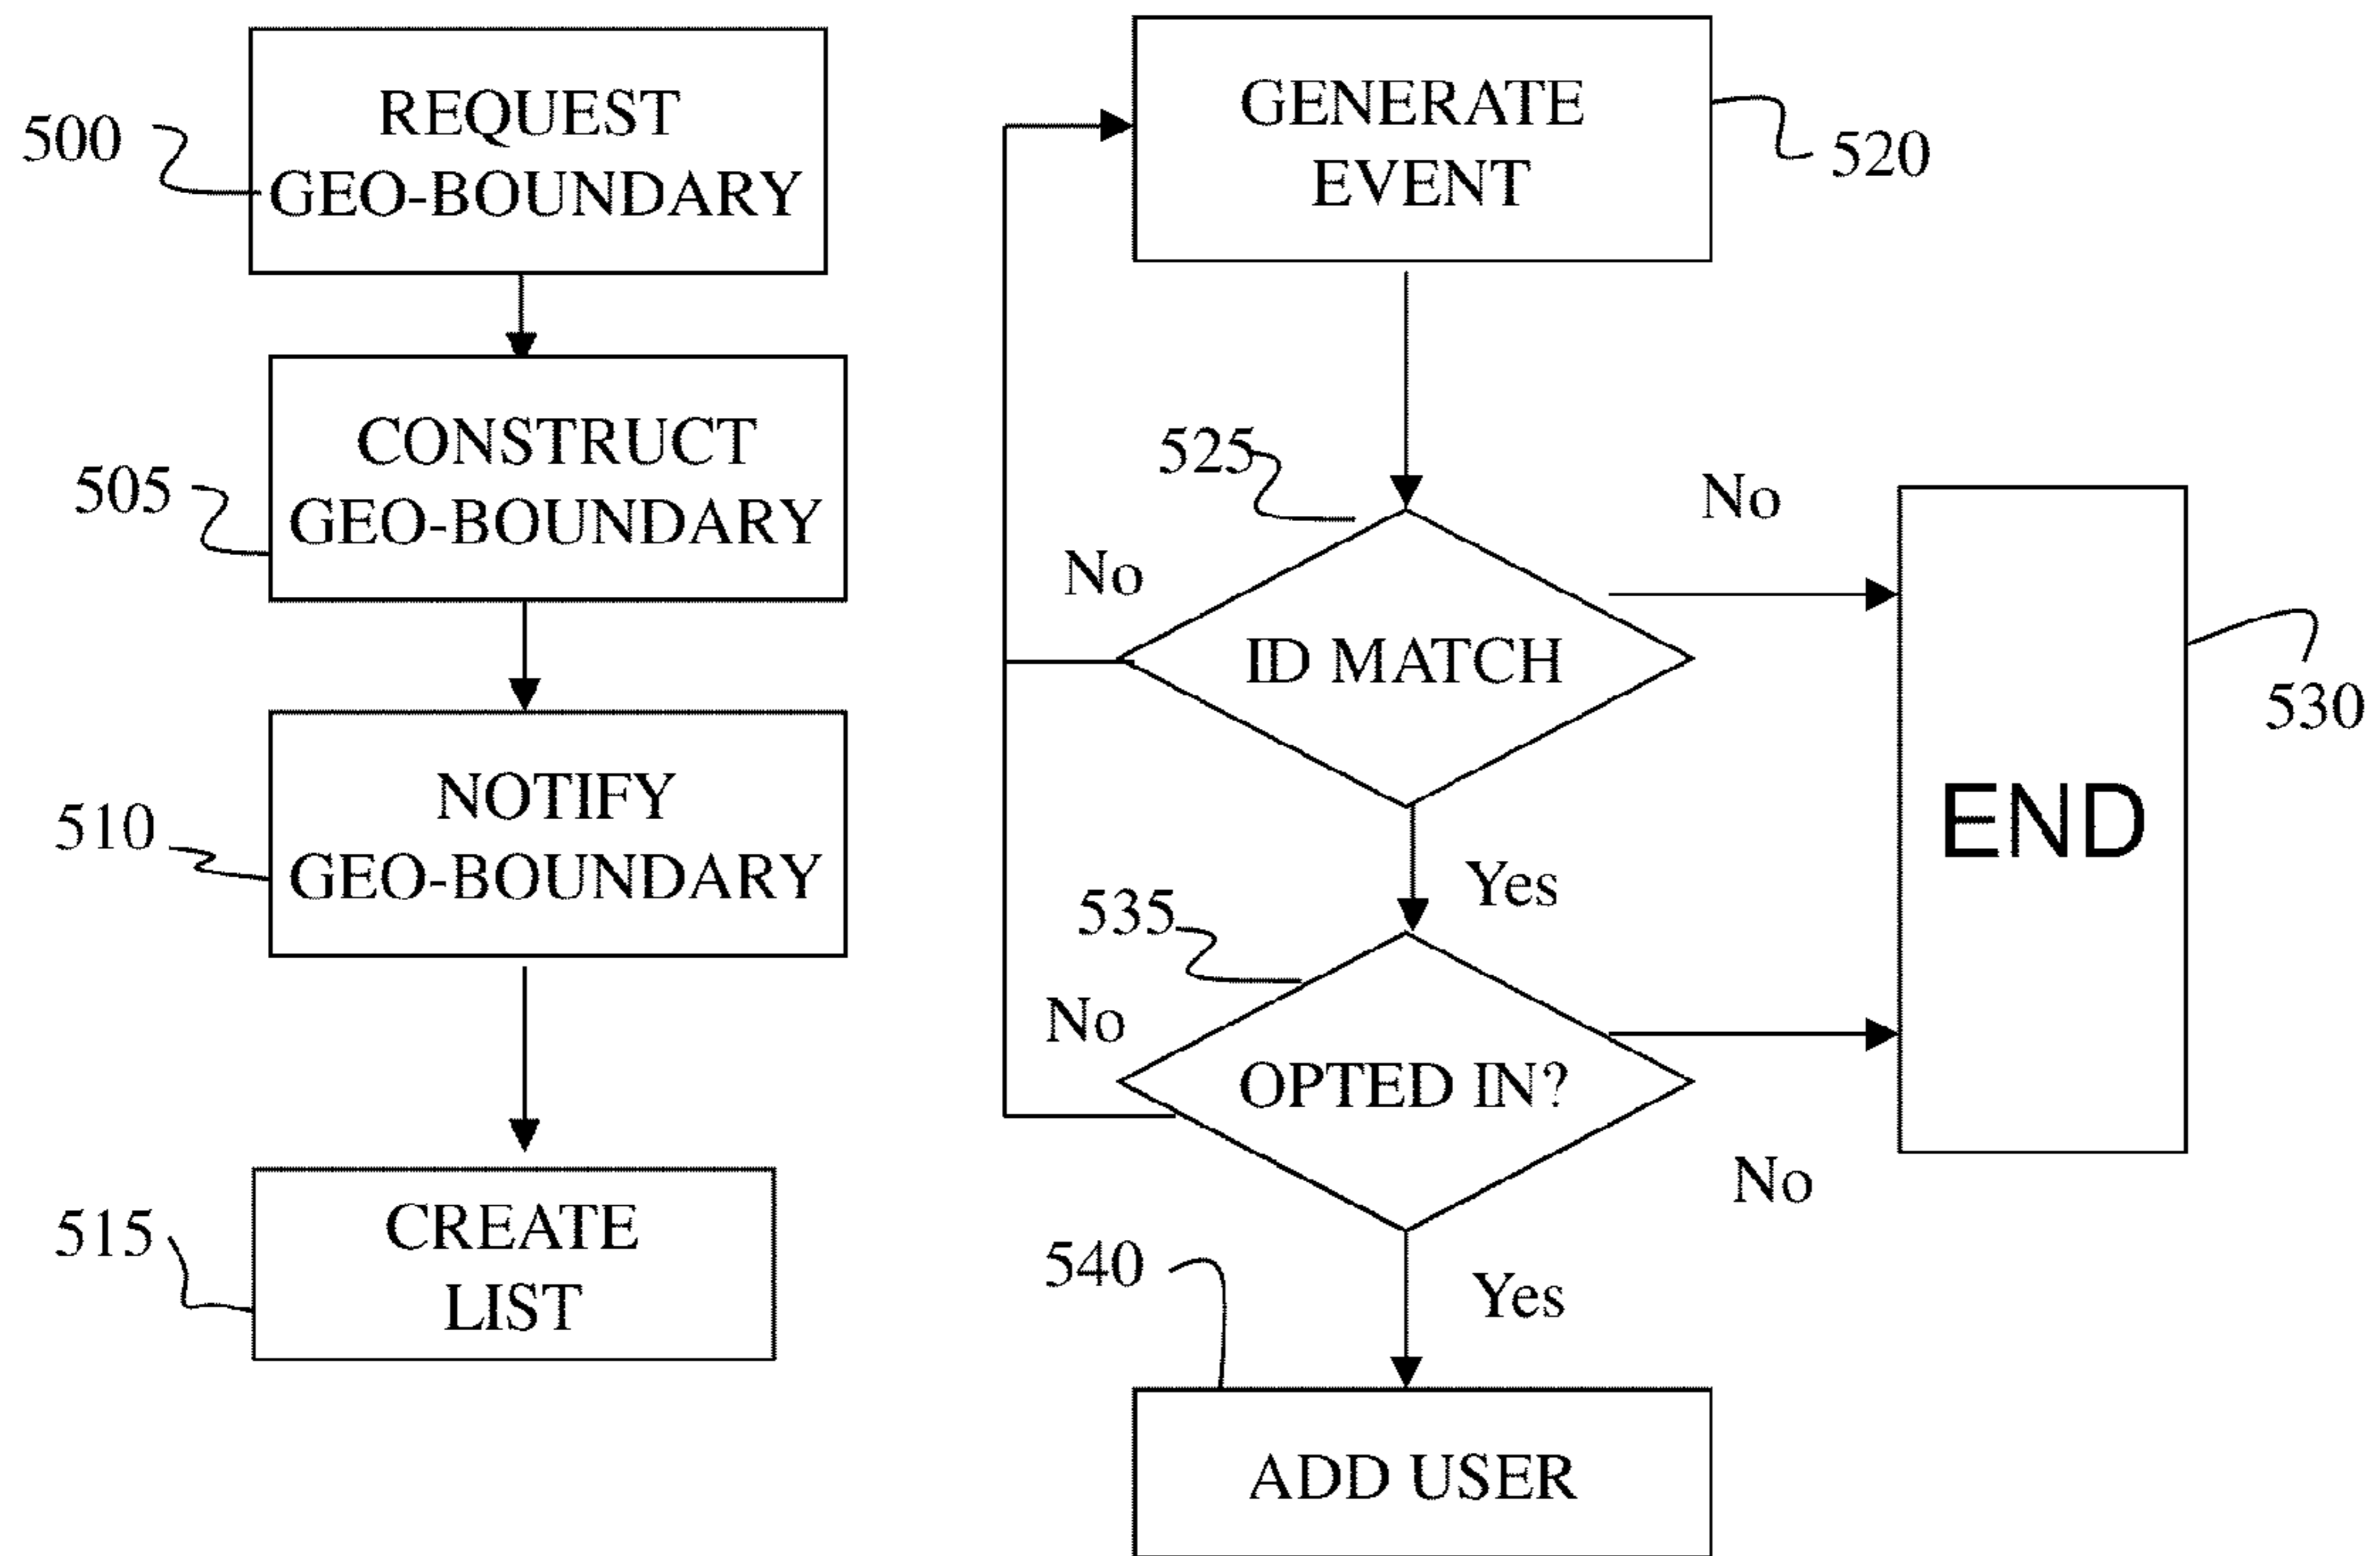 500
REQUEST
GEO-BOUNDARY
505
CONSTRUCT
GEO-BOUNDARY
510
NOTIFY
GEO-BOUNDARY
515
CREATE
LIST
GENERATE
EVENT
520
525
No
No
ID MATCH
END
530
Yes
535
No
OPTED IN?
No
540
Yes
ADD USER